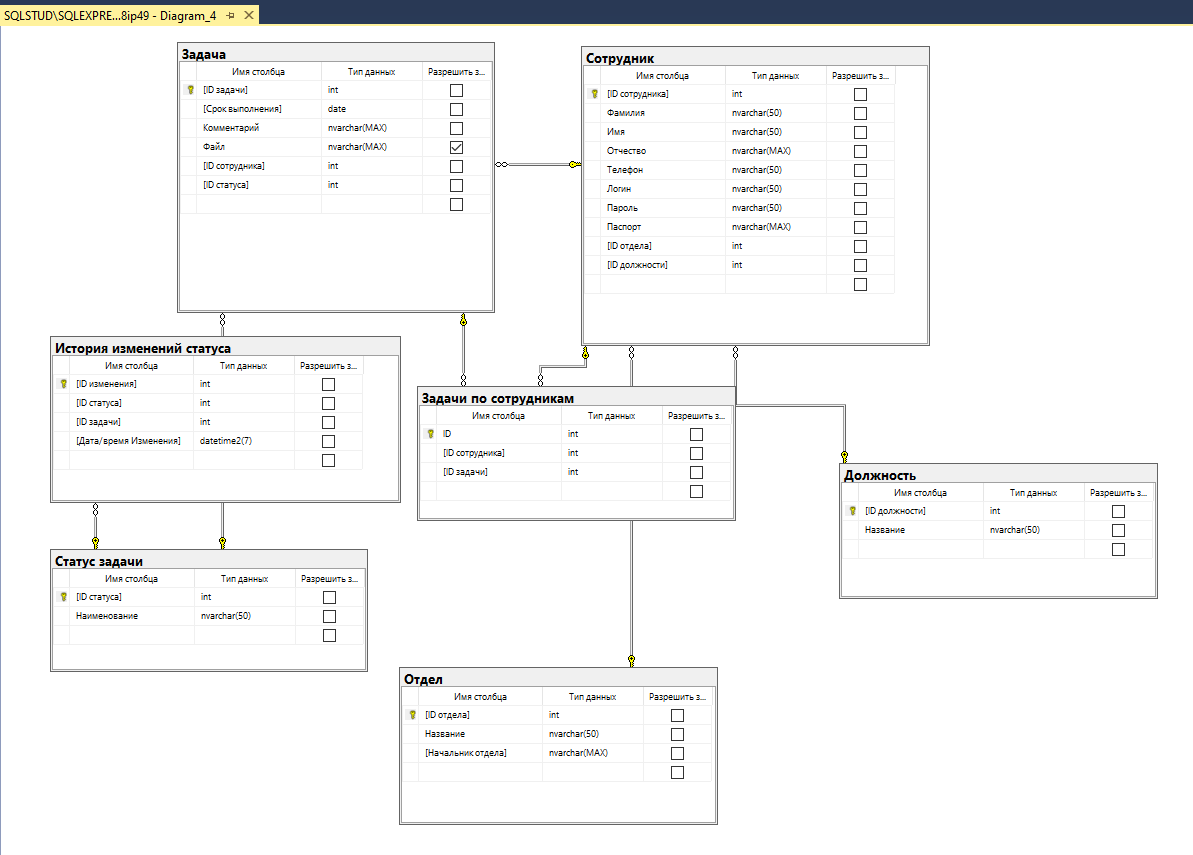 SQLSTUD\SQLEXPRE...8ip49 - Diagram_4
Задача
Имя столбца Тип данных Разрешить з...
[ID задачи] int
[Срок выполнения] date
Комментарий nvarchar(MAX)
Файл nvarchar(MAX)
[ID сотрудника] int
[ID статуса] int
Сотрудник
Имя столбца Тип данных Разрешить з...
[ID сотрудника] int
Фамилия nvarchar(50)
Имя nvarchar(50)
Отчество nvarchar(MAX)
Телефон nvarchar(50)
Логин nvarchar(50)
Пароль nvarchar(50)
Паспорт nvarchar(MAX)
[ID отдела] int
[ID должности] int
История изменений статуса
Имя столбца Тип данных Разрешить з...
[ID изменения] int
[ID статуса] int
[ID задачи] int
[Дата/время Изменения] datetime2(7)
Задачи по сотрудникам
Имя столбца Тип данных Разрешить з...
ID int
[ID сотрудника] int
[ID задачи] int
Должность
Имя столбца Тип данных Разрешить з...
[ID должности] int
Название nvarchar(50)
Статус задачи
Имя столбца Тип данных Разрешить з...
[ID статуса] int
Наименование nvarchar(50)
Отдел
Имя столбца Тип данных Разрешить з...
[ID отдела] int
Название nvarchar(50)
[Начальник отдела] nvarchar(MAX)